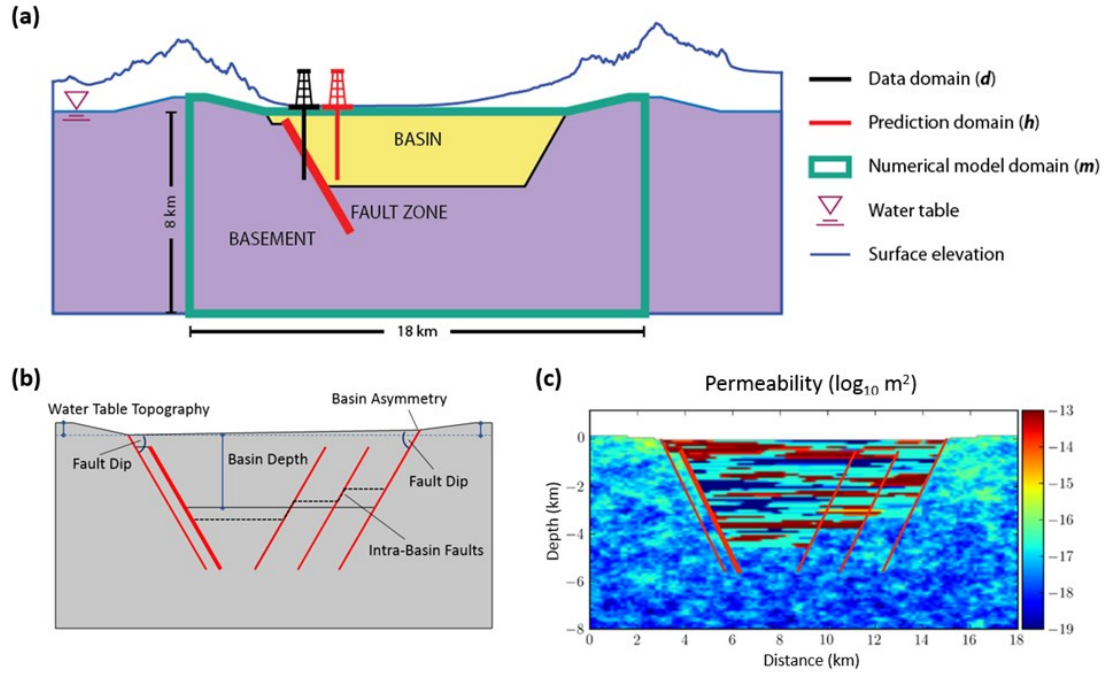 (a)
BASIN
FAULT ZONE
BASEMENT
8 km
18 km
Data domain (d)
Prediction domain (h)
Numerical model domain (m)
Water table
Surface elevation
(b)
Water Table Topography
Basin Asymmetry
Fault Dip
Basin Depth
Fault Dip
Intra-Basin Faults
(c)
Permeability (log₁₀ m²)
Depth (km)
0
−2
−4
−6
−8
0 2 4 6 8 10 12 14 16 18
Distance (km)
−13
−14
−15
−16
−17
−18
−19